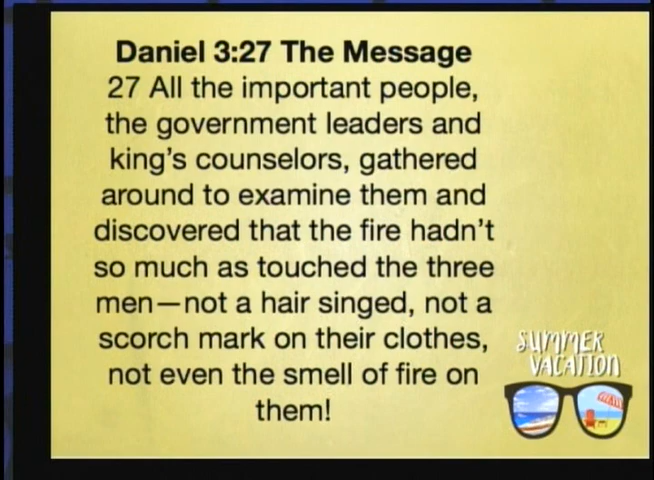 Daniel 3:27 The Message
27 All the important people,
the government leaders and
king's counselors, gathered
around to examine them and
discovered that the fire hadn't
so much as touched the three
men—not a hair singed, not a
scorch mark on their clothes,
not even the smell of fire on
them!
SUMMER
VACATION